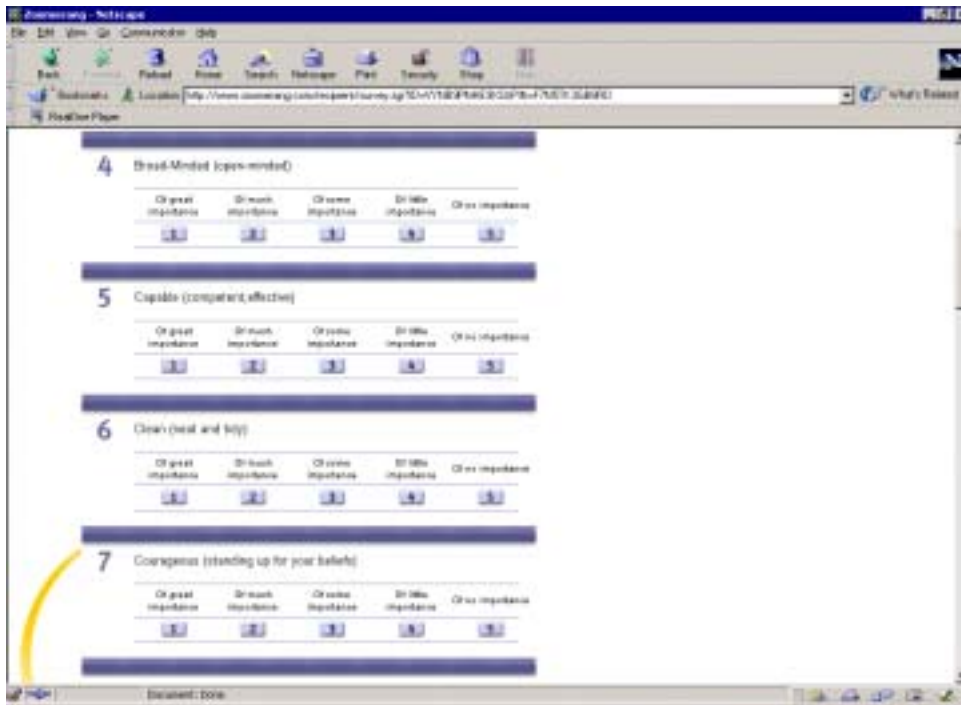 Zoomerang - Netscape
File Edit View Go Communicator Help
Back Reload Home Search Netscape Print Security Stop
Bookmarks Location What's Related
RealOne Player
4 Broad-Minded (open-minded)
Of great importance Of much importance Of some importance Of little importance Of no importance
1 2 3 4 5
5 Capable (competent, effective)
Of great importance Of much importance Of some importance Of little importance Of no importance
1 2 3 4 5
6 Clean (neat and tidy)
Of great importance Of much importance Of some importance Of little importance Of no importance
1 2 3 4 5
7 Courageous (standing up for your beliefs)
Of great importance Of much importance Of some importance Of little importance Of no importance
1 2 3 4 5
Document: Done